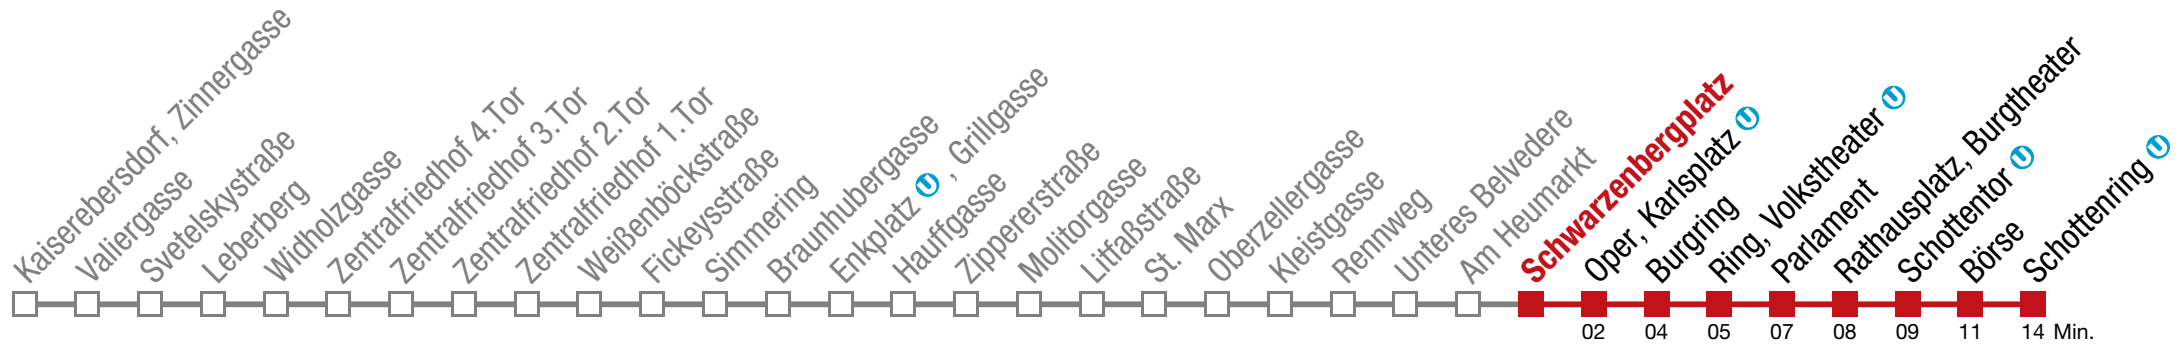 Kaiserebersdorf, Zinnergasse
Valiergasse
Svetelskystraße
Leberberg
Widholzgasse
Zentralfriedhof 4.Tor
Zentralfriedhof 3.Tor
Zentralfriedhof 2.Tor
Zentralfriedhof 1.Tor
Weißenböckstraße
Fickeysstraße
Simmering
Braunhubergasse
Enkplatz U , Grillgasse
Hauffgasse
Zippererstraße
Molitorgasse
Litfaßstraße
St. Marx
Oberzellergasse
Kleistgasse
Rennweg
Unteres Belvedere
Am Heumarkt
Schwarzenbergplatz
Oper, Karlsplatz U
Burgring
Ring, Volkstheater U
Parlament
Rathausplatz, Burgtheater
Schottentor U
Börse
Schottenring U
02 04 05 07 08 09 11 14 Min.